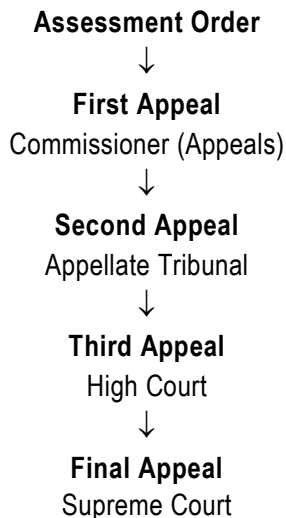 Assessment Order
↓
First Appeal
Commissioner (Appeals)
↓
Second Appeal
Appellate Tribunal
↓
Third Appeal
High Court
↓
Final Appeal
Supreme Court